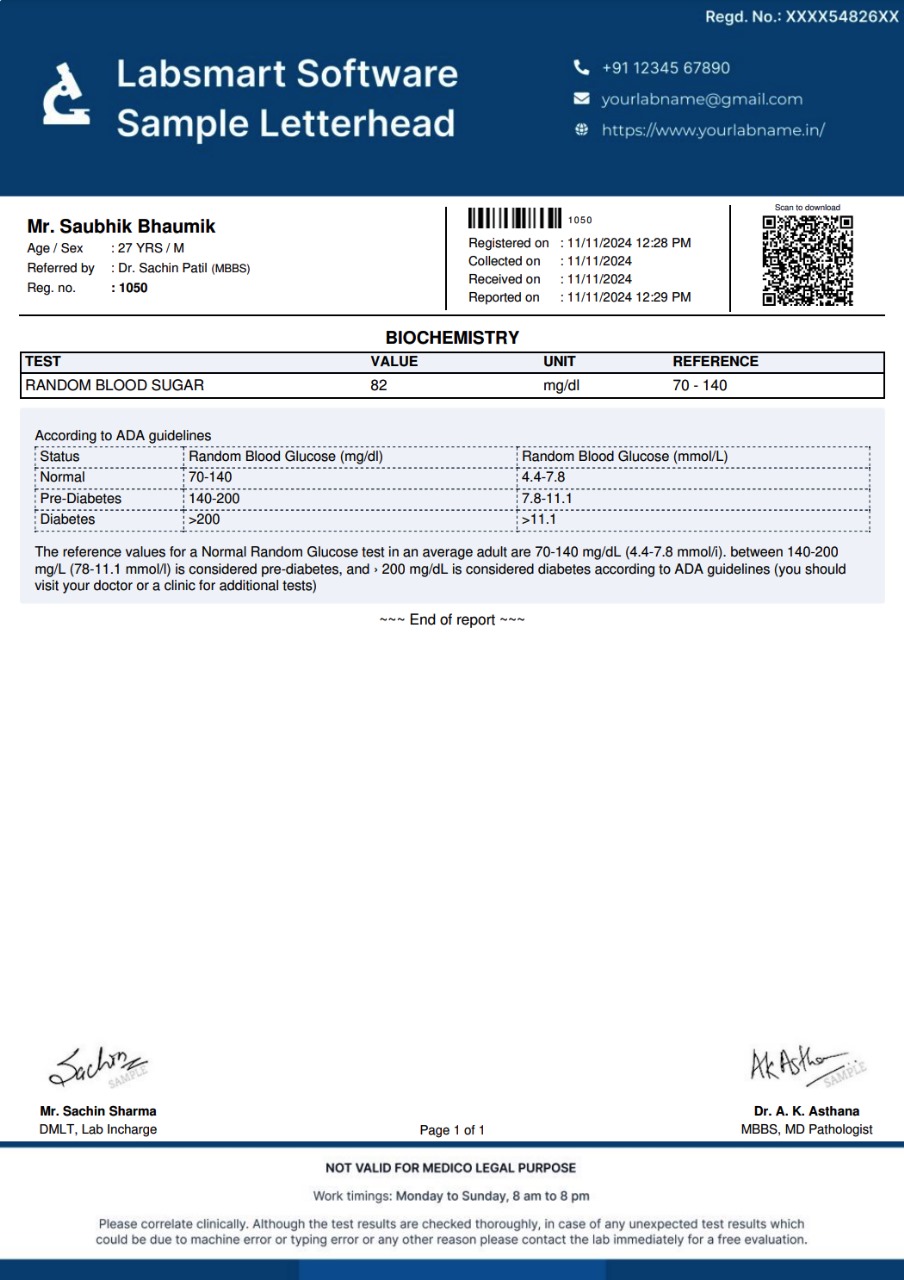 Regd. No.: XXXX54826XX
Labsmart Software
Sample Letterhead
+91 12345 67890
yourlabname@gmail.com
https://www.yourlabname.in/
Mr. Saubhik Bhaumik
Age / Sex : 27 YRS / M
Referred by : Dr. Sachin Patil (MBBS)
Reg. no. : 1050
1050
Registered on : 11/11/2024 12:28 PM
Collected on : 11/11/2024
Received on : 11/11/2024
Reported on : 11/11/2024 12:29 PM
Scan to download
BIOCHEMISTRY
TEST VALUE UNIT REFERENCE
RANDOM BLOOD SUGAR 82 mg/dl 70 - 140
According to ADA guidelines
Status Random Blood Glucose (mg/dl) Random Blood Glucose (mmol/L)
Normal 70-140 4.4-7.8
Pre-Diabetes 140-200 7.8-11.1
Diabetes >200 >11.1
The reference values for a Normal Random Glucose test in an average adult are 70-140 mg/dL (4.4-7.8 mmol/i). between 140-200
mg/L (78-11.1 mmol/l) is considered pre-diabetes, and › 200 mg/dL is considered diabetes according to ADA guidelines (you should
visit your doctor or a clinic for additional tests)
~~~ End of report ~~~
Sachin
SAMPLE
Mr. Sachin Sharma
DMLT, Lab Incharge
Page 1 of 1
Ak Astha
SAMPLE
Dr. A. K. Asthana
MBBS, MD Pathologist
NOT VALID FOR MEDICO LEGAL PURPOSE
Work timings: Monday to Sunday, 8 am to 8 pm
Please correlate clinically. Although the test results are checked thoroughly, in case of any unexpected test results which
could be due to machine error or typing error or any other reason please contact the lab immediately for a free evaluation.